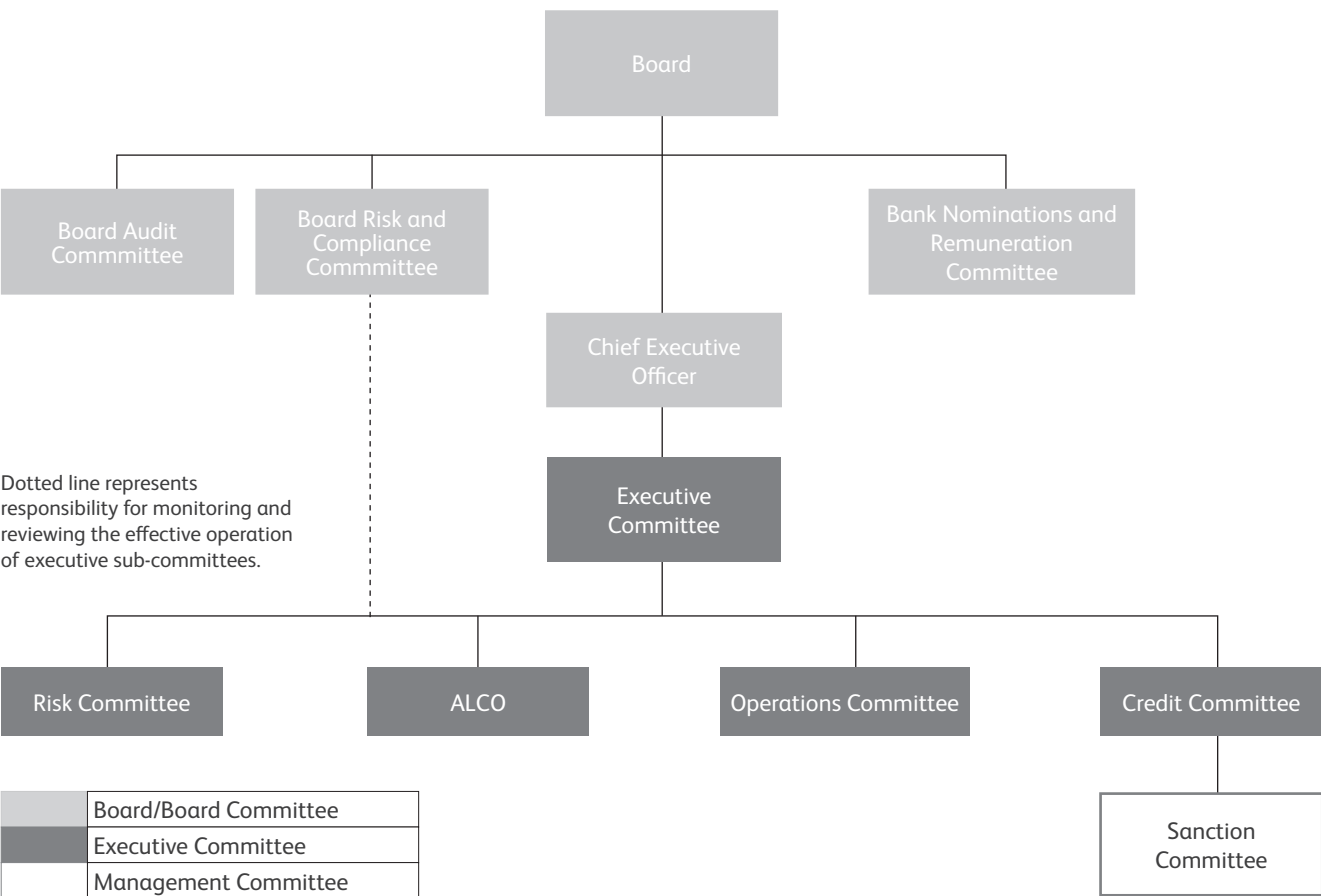 Board
Board Audit
Commmittee
Board Risk and
Compliance
Commmittee
Bank Nominations and
Remuneration
Committee
Chief Executive
Officer
Dotted line represents
responsibility for monitoring and
reviewing the effective operation
of executive sub-committees.
Executive
Committee
Risk Committee
ALCO
Operations Committee
Credit Committee
Board/Board Committee
Executive Committee
Management Committee
Sanction
Committee